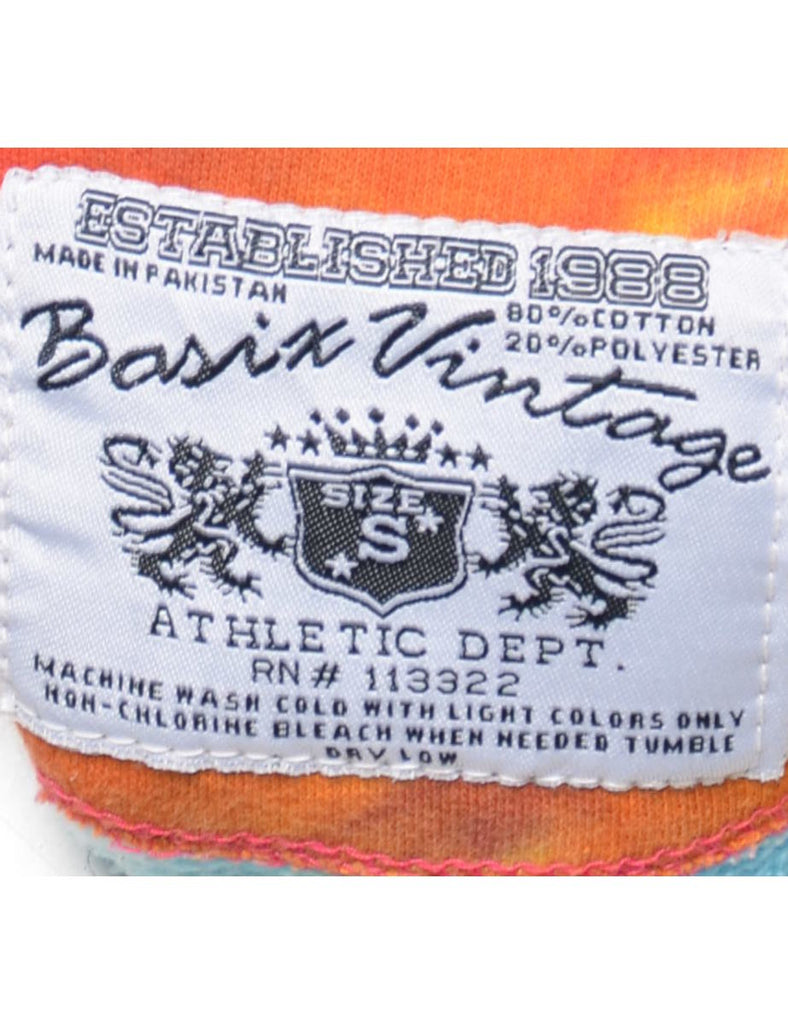 ESTABLISHED 1988
MADE IN PAKISTAN
80% COTTON
20% POLYESTER
Basix Vintage
SIZE
S
ATHLETIC DEPT.
RN# 113322
MACHINE WASH COLD WITH LIGHT COLORS ONLY
NON-CHLORINE BLEACH WHEN NEEDED TUMBLE
DRY LOW